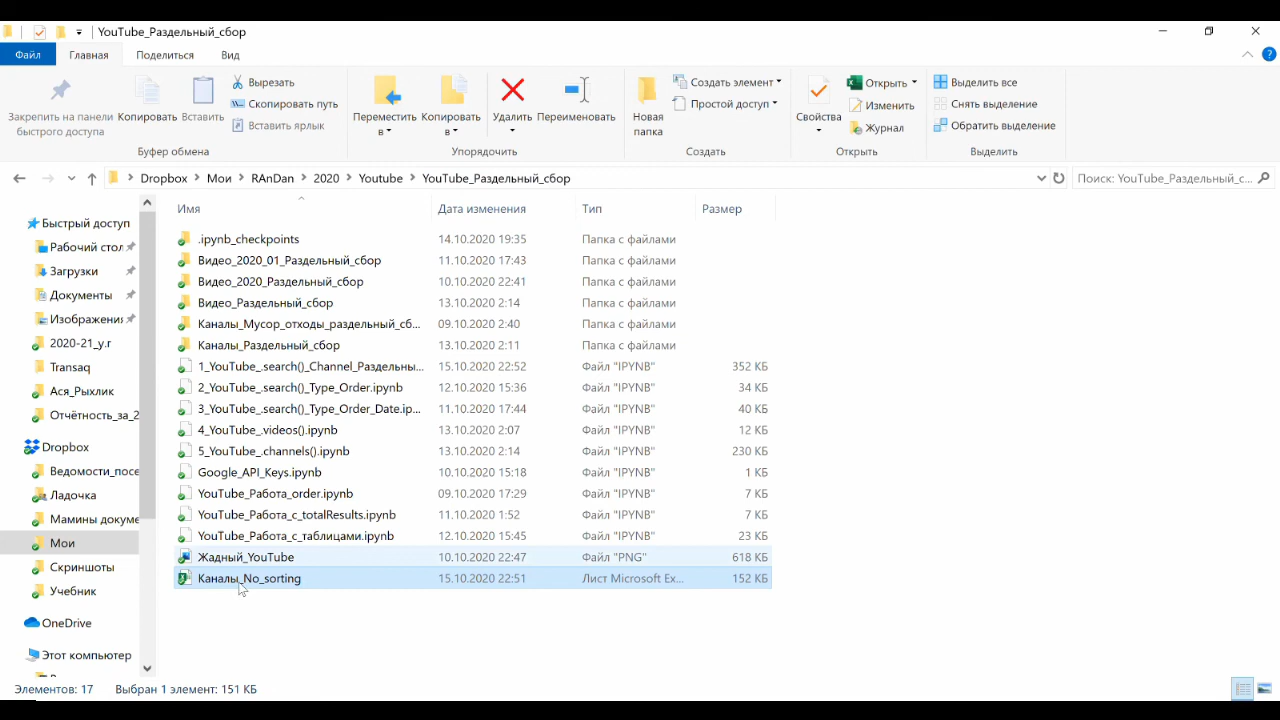 YouTube_Раздельный_сбор
Файл
Главная
Поделиться
Вид
Закрепить на панели
быстрого доступа
Копировать
Вставить
Вырезать
Скопировать путь
Вставить ярлык
Буфер обмена
Переместить
в
Копировать
в
Удалить
Переименовать
Упорядочить
Новая
папка
Создать элемент
Простой доступ
Создать
Свойства
Открыть
Изменить
Журнал
Открыть
Выделить все
Снять выделение
Обратить выделение
Выделить
Dropbox > Мои > RAnDan > 2020 > Youtube > YouTube_Раздельный_сбор
Поиск: YouTube_Раздельный_с...
Быстрый доступ
Рабочий стол
Загрузки
Документы
Изображения
2020-21_у.г
Transaq
Ася_Рыхлик
Отчётность_за_2
Dropbox
Ведомости_посе
Ладочка
Мамины докуме
Мои
Скриншоты
Учебник
OneDrive
Этот компьютер
Имя Дата изменения Тип Размер
.ipynb_checkpoints 14.10.2020 19:35 Папка с файлами
Видео_2020_01_Раздельный_сбор 11.10.2020 17:43 Папка с файлами
Видео_2020_Раздельный_сбор 10.10.2020 22:41 Папка с файлами
Видео_Раздельный_сбор 13.10.2020 2:14 Папка с файлами
Каналы_Мусор_отходы_раздельный_сб... 09.10.2020 2:40 Папка с файлами
Каналы_Раздельный_сбор 13.10.2020 2:11 Папка с файлами
1_YouTube_.search()_Channel_Раздельны... 15.10.2020 22:52 Файл "IPYNB" 352 КБ
2_YouTube_.search()_Type_Order.ipynb 12.10.2020 15:36 Файл "IPYNB" 34 КБ
3_YouTube_.search()_Type_Order_Date.ip... 11.10.2020 17:44 Файл "IPYNB" 40 КБ
4_YouTube_.videos().ipynb 13.10.2020 2:07 Файл "IPYNB" 12 КБ
5_YouTube_.channels().ipynb 13.10.2020 2:14 Файл "IPYNB" 230 КБ
Google_API_Keys.ipynb 10.10.2020 15:18 Файл "IPYNB" 1 КБ
YouTube_Работа_order.ipynb 09.10.2020 17:29 Файл "IPYNB" 7 КБ
YouTube_Работа_с_totalResults.ipynb 11.10.2020 1:52 Файл "IPYNB" 7 КБ
YouTube_Работа_с_таблицами.ipynb 12.10.2020 15:45 Файл "IPYNB" 23 КБ
Жадный_YouTube 10.10.2020 22:47 Файл "PNG" 618 КБ
Каналы_No_sorting 15.10.2020 22:51 Лист Microsoft Ex... 152 КБ
Элементов: 17 Выбран 1 элемент: 151 КБ